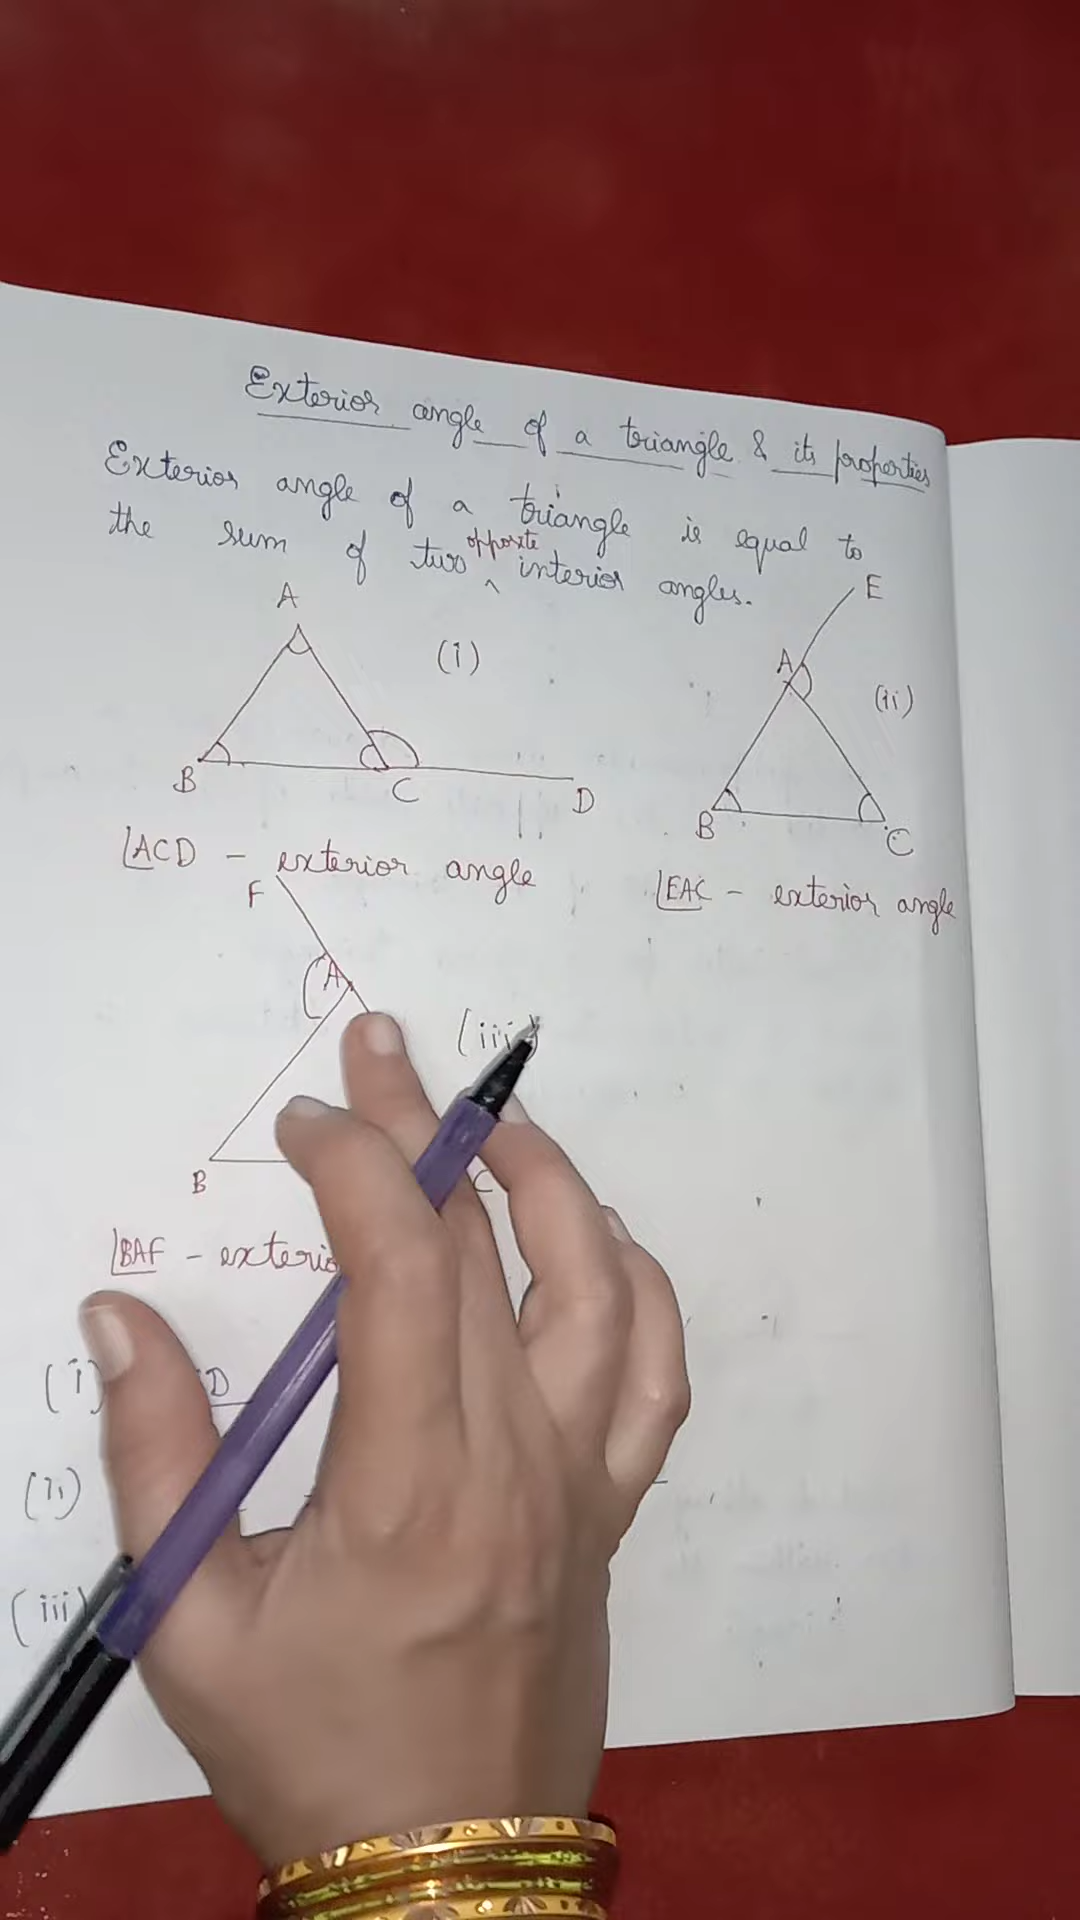 Exterior angle of a triangle & its properties
Exterior angle of a triangle is equal to
the sum of two opposite interior angles.
A
(i)
B
C
D
E
A
(ii)
B
C
∠ACD - exterior angle
∠EAC - exterior angle
F
A
(iii)
B
C
∠BAF -
(i)
D
(ii)
(iii)